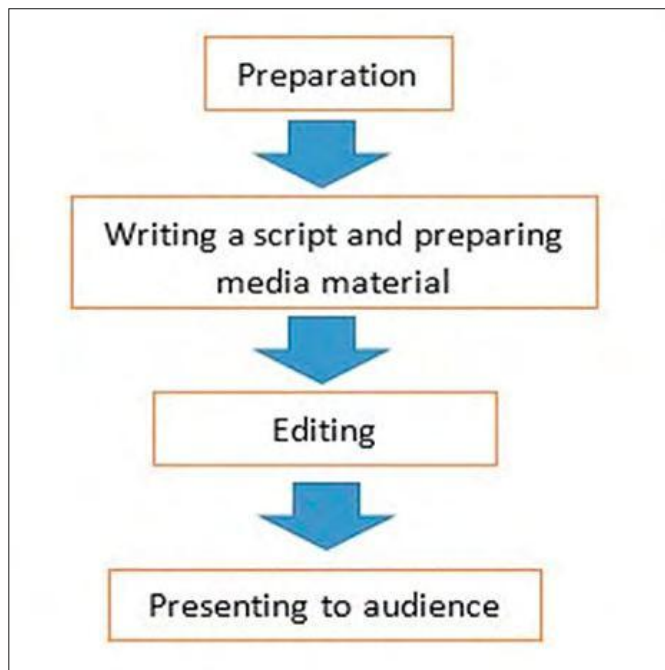 Preparation
Writing a script and preparing
media material
Editing
Presenting to audience